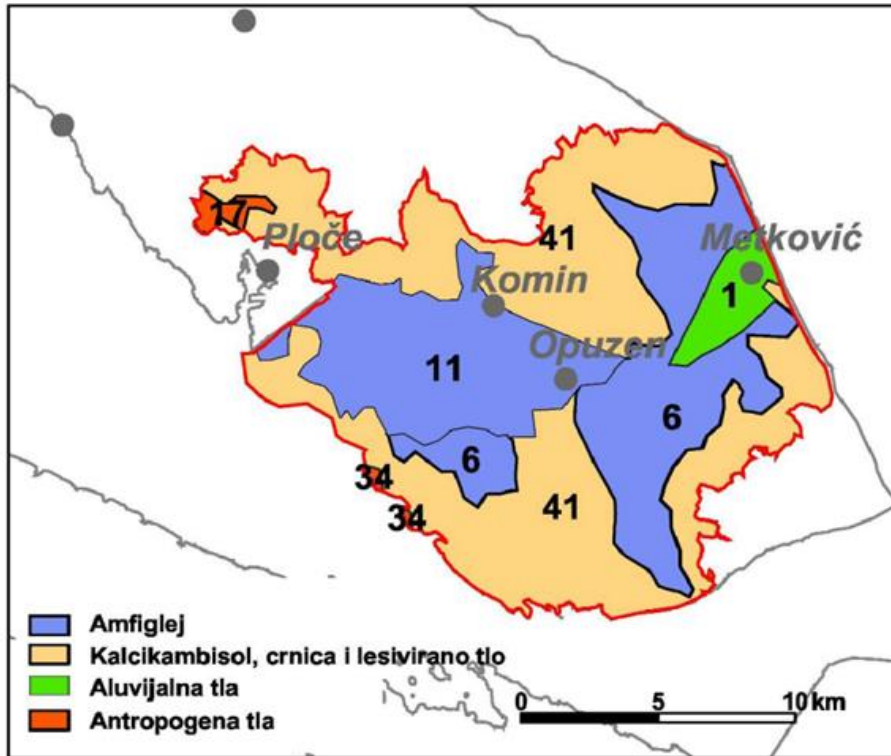 17
Ploče
41
Metković
Komin
1
Opuzen
11
6
6
34
41
34
Amfiglej
Kalcikambisol, crnica i lesivirano tlo
Aluvijalna tla
Antropogena tla
0 5 10 km